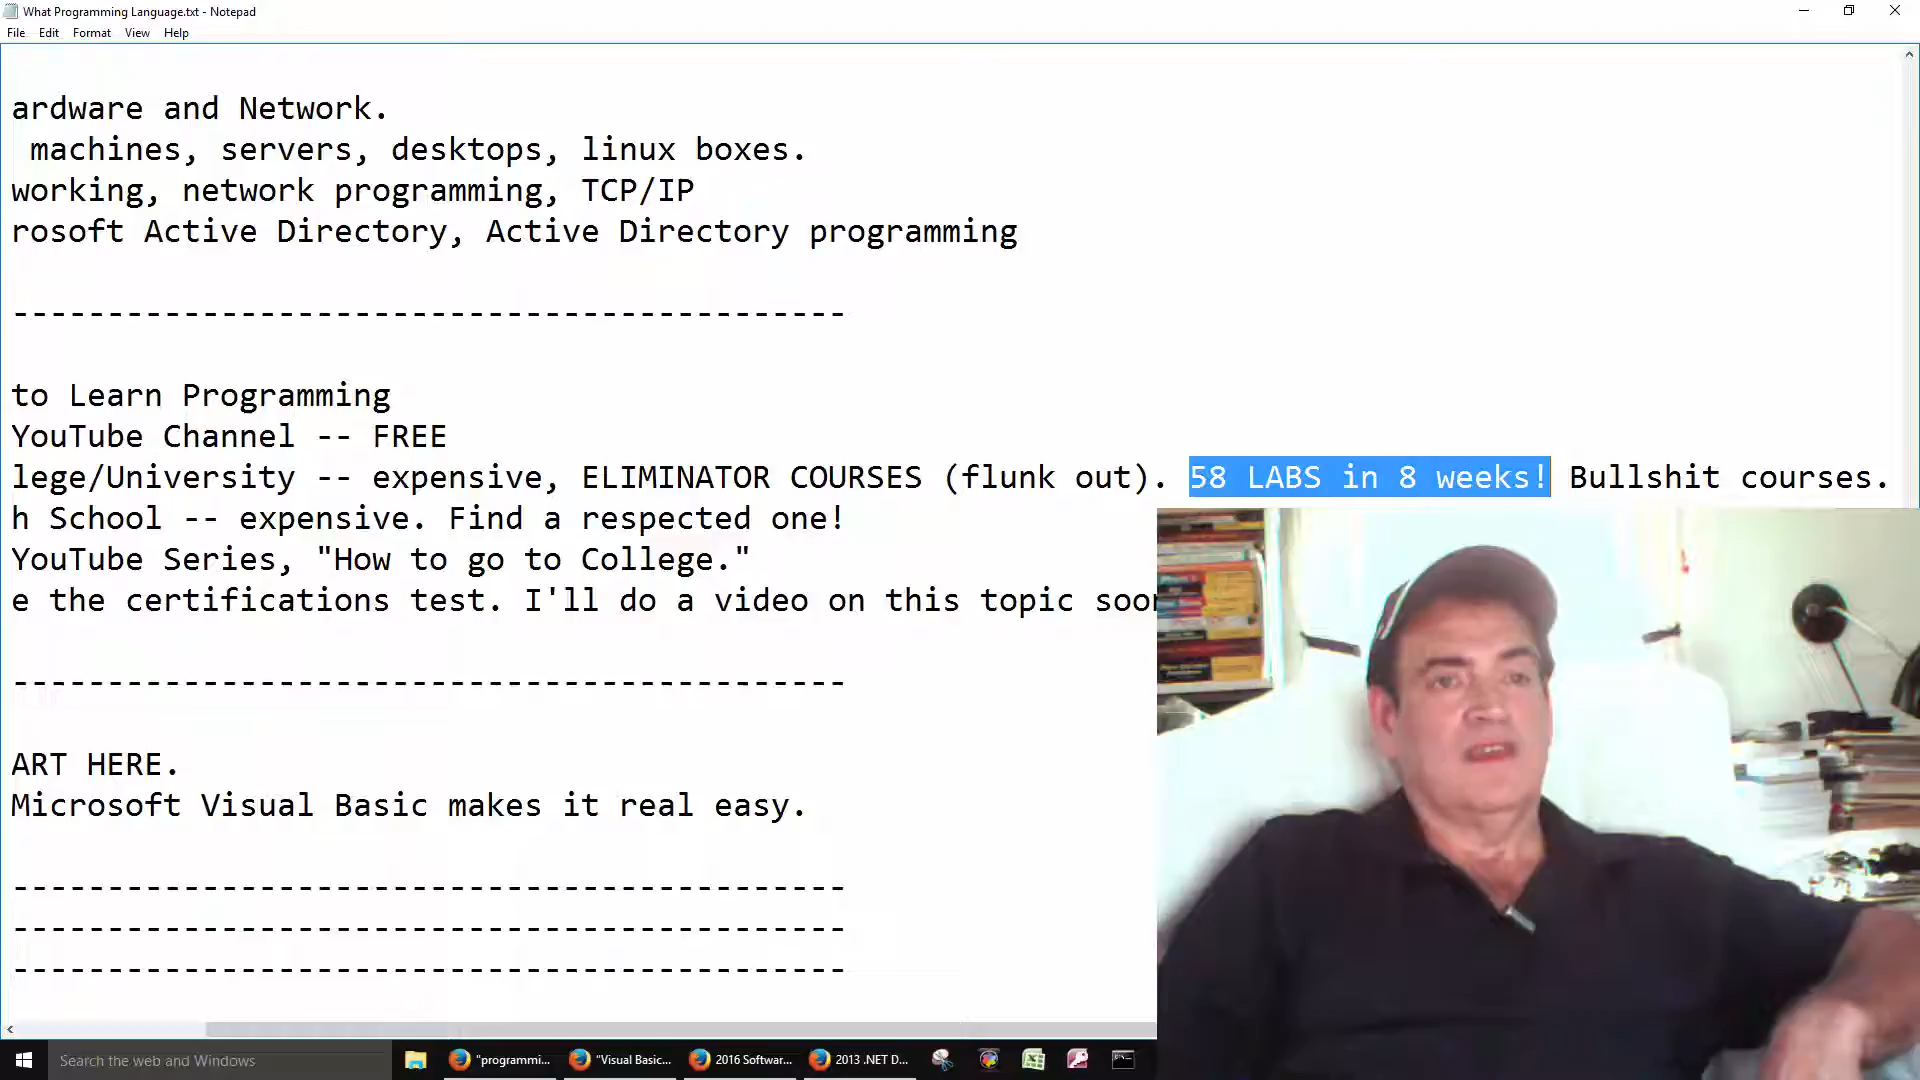 What Programming Language.txt - Notepad
File Edit Format View Help
ardware and Network.
machines, servers, desktops, linux boxes.
working, network programming, TCP/IP
rosoft Active Directory, Active Directory programming
--------------------------------------------
to Learn Programming
YouTube Channel -- FREE
lege/University -- expensive, ELIMINATOR COURSES (flunk out). 58 LABS in 8 weeks! Bullshit courses.
h School -- expensive. Find a respected one!
YouTube Series, "How to go to College."
e the certifications test. I'll do a video on this topic soon
--------------------------------------------
ART HERE.
Microsoft Visual Basic makes it real easy.
--------------------------------------------
--------------------------------------------
--------------------------------------------
Search the web and Windows
"programmi...
"Visual Basic...
2016 Softwar...
2013 .NET D...